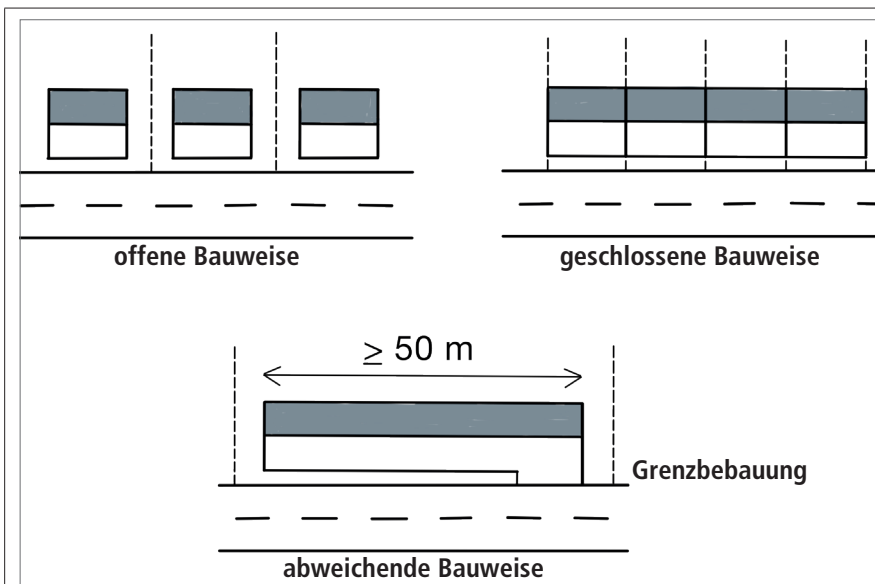 offene Bauweise
geschlossene Bauweise
≥ 50 m
Grenzbebauung
abweichende Bauweise